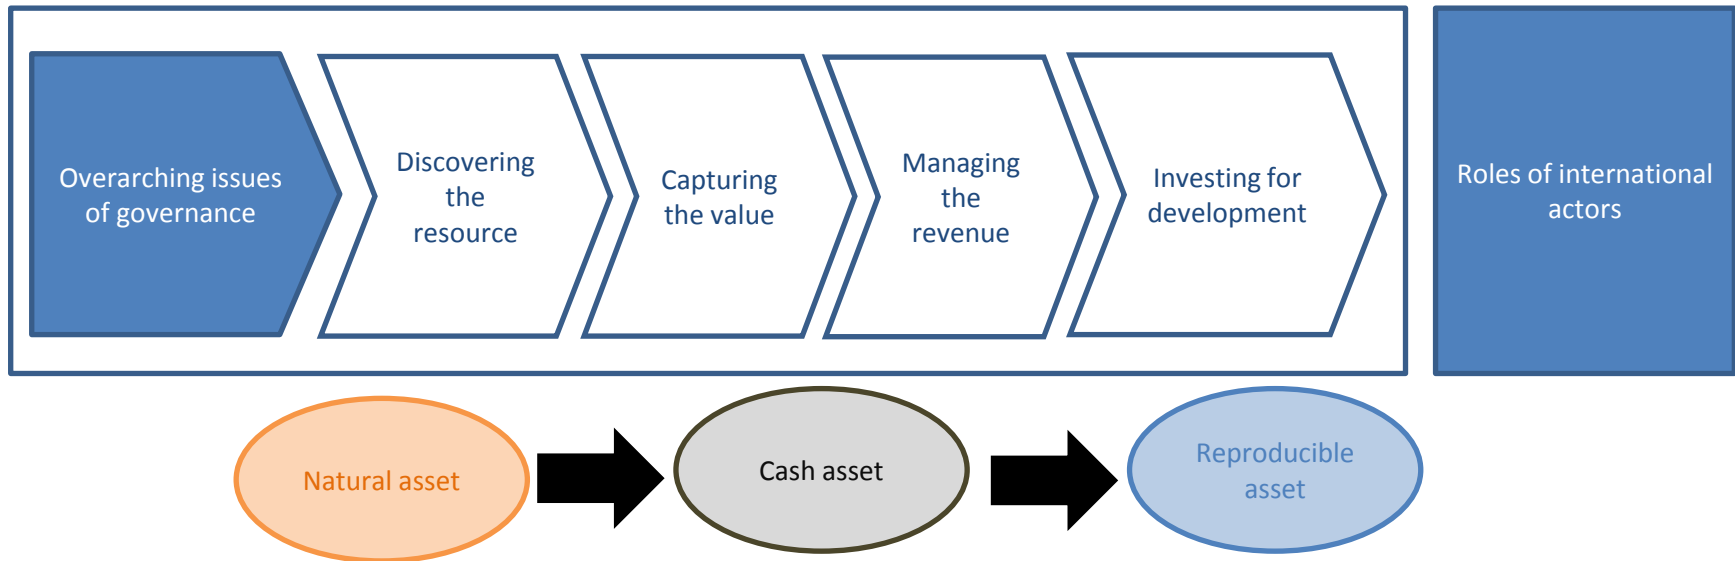 Overarching issues
of governance
Discovering
the
resource
Capturing
the value
Managing
the
revenue
Investing for
development
Roles of international
actors
Natural asset
Cash asset
Reproducible
asset